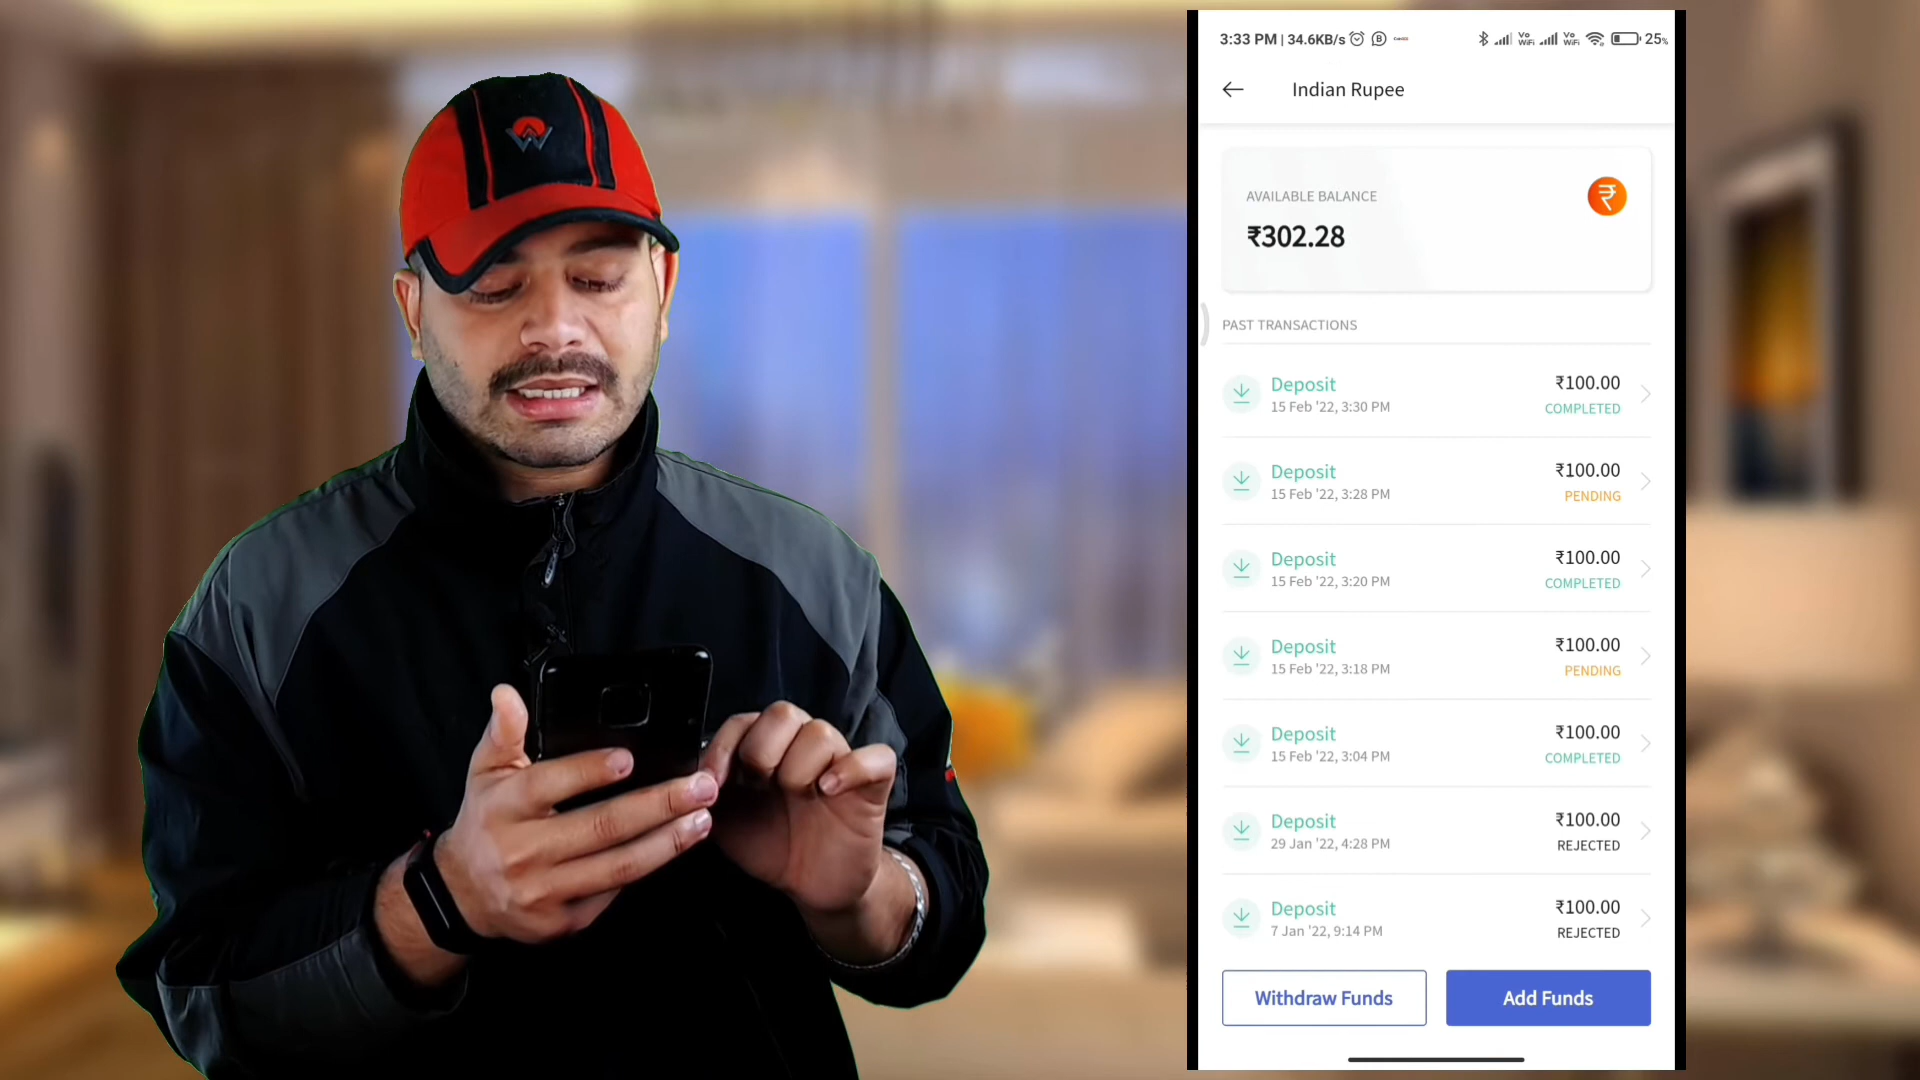 3:33 PM | 34.6KB/s
Vo WiFi
Vo WiFi
25%
Indian Rupee
AVAILABLE BALANCE
₹302.28
₹
PAST TRANSACTIONS
Deposit
₹100.00
15 Feb '22, 3:30 PM
COMPLETED
Deposit
₹100.00
15 Feb '22, 3:28 PM
PENDING
Deposit
₹100.00
15 Feb '22, 3:20 PM
COMPLETED
Deposit
₹100.00
15 Feb '22, 3:18 PM
PENDING
Deposit
₹100.00
15 Feb '22, 3:04 PM
COMPLETED
Deposit
₹100.00
29 Jan '22, 4:28 PM
REJECTED
Deposit
₹100.00
7 Jan '22, 9:14 PM
REJECTED
Withdraw Funds
Add Funds